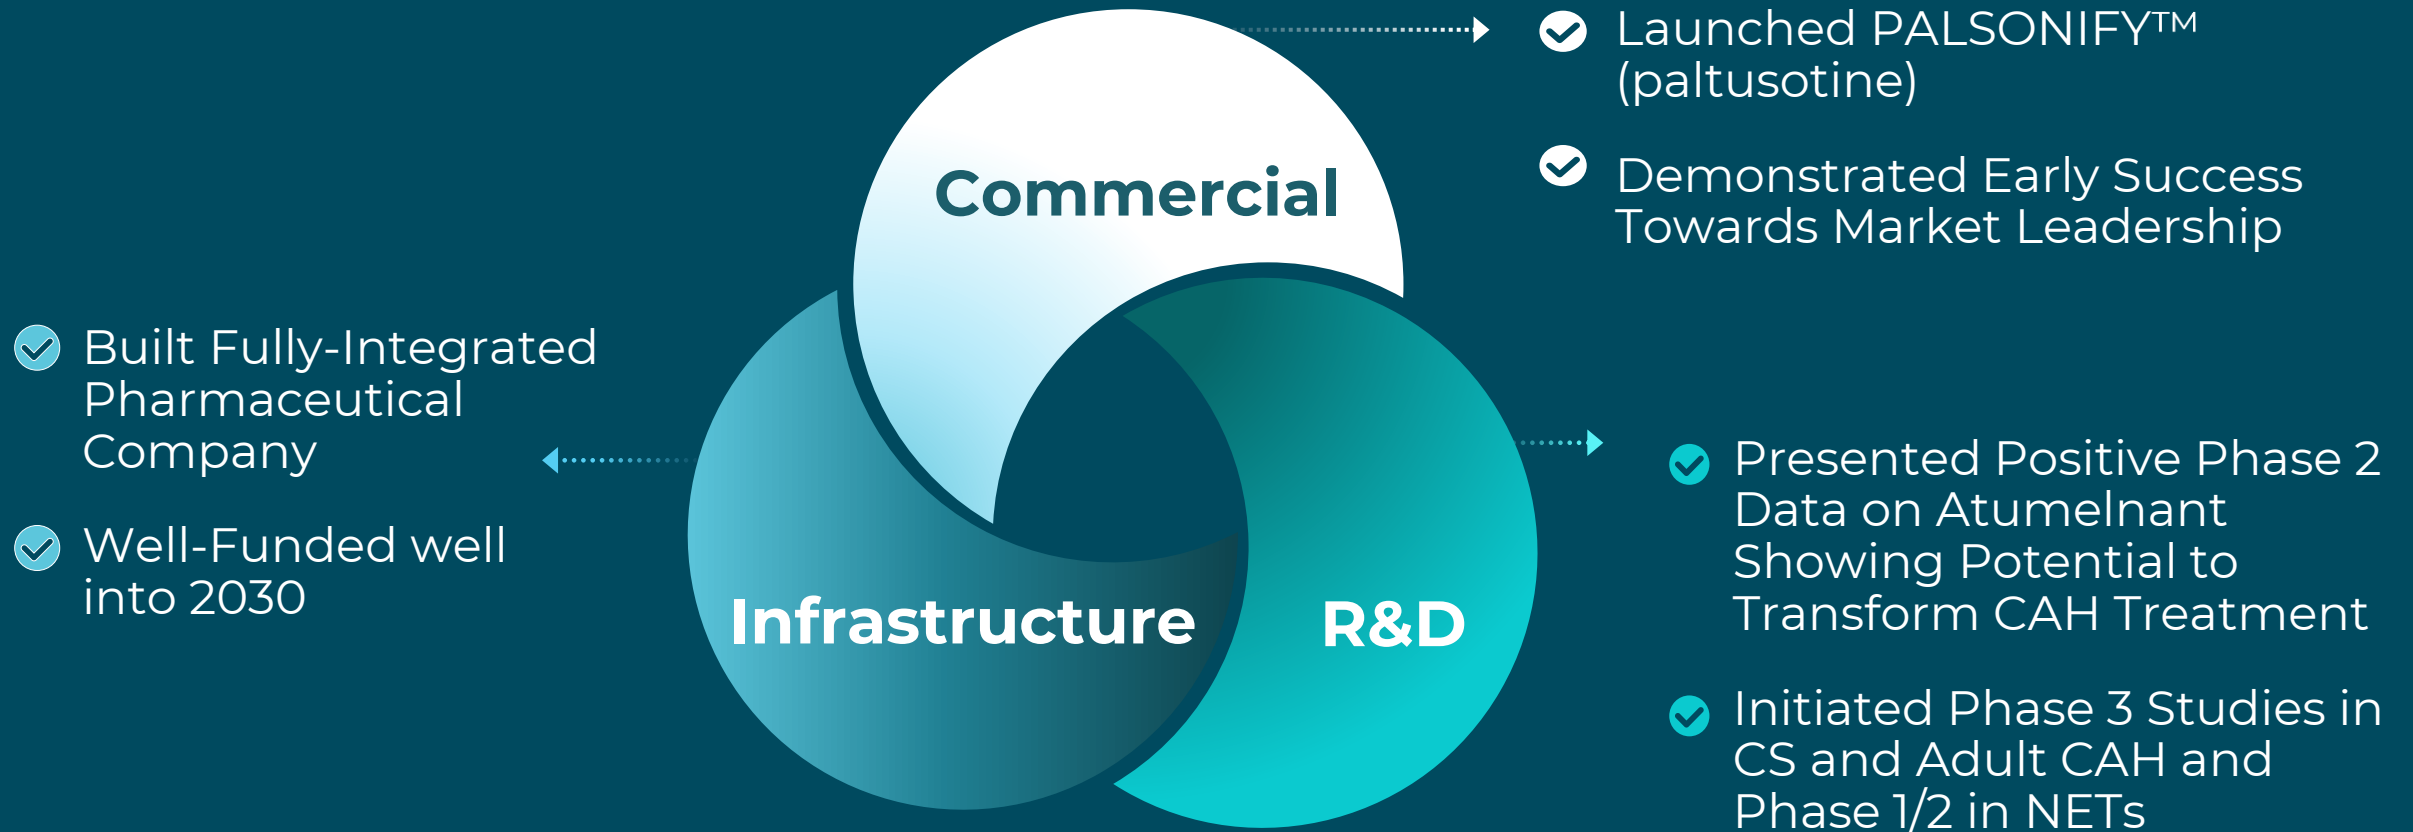 Commercial
Launched PALSONIFY™
(paltusotine)
Demonstrated Early Success
Towards Market Leadership
Built Fully-Integrated
Pharmaceutical
Company
Well-Funded well
into 2030
Infrastructure
R&D
Presented Positive Phase 2
Data on Atumelnant
Showing Potential to
Transform CAH Treatment
Initiated Phase 3 Studies in
CS and Adult CAH and
Phase 1/2 in NETs